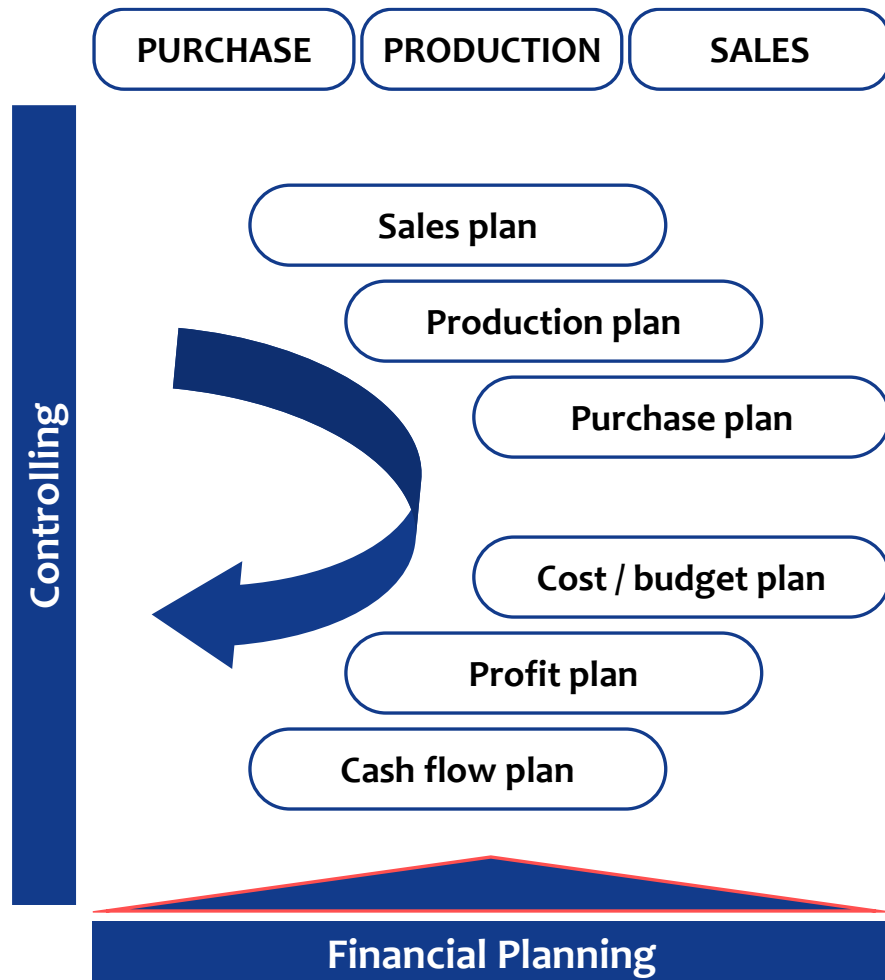 PURCHASE
PRODUCTION
SALES
Controlling
Sales plan
Production plan
Purchase plan
Cost / budget plan
Profit plan
Cash flow plan
Financial Planning